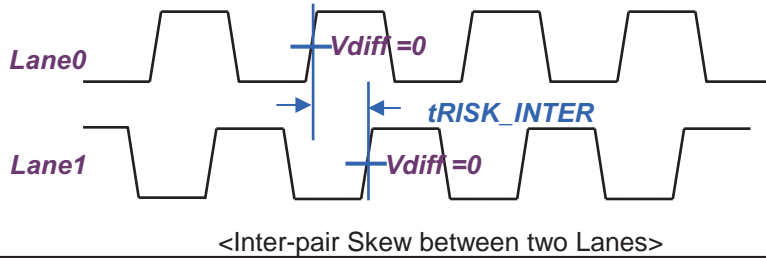 Lane0
Vdiff =0
tRISK_INTER
Lane1
Vdiff =0
<Inter-pair Skew between two Lanes>